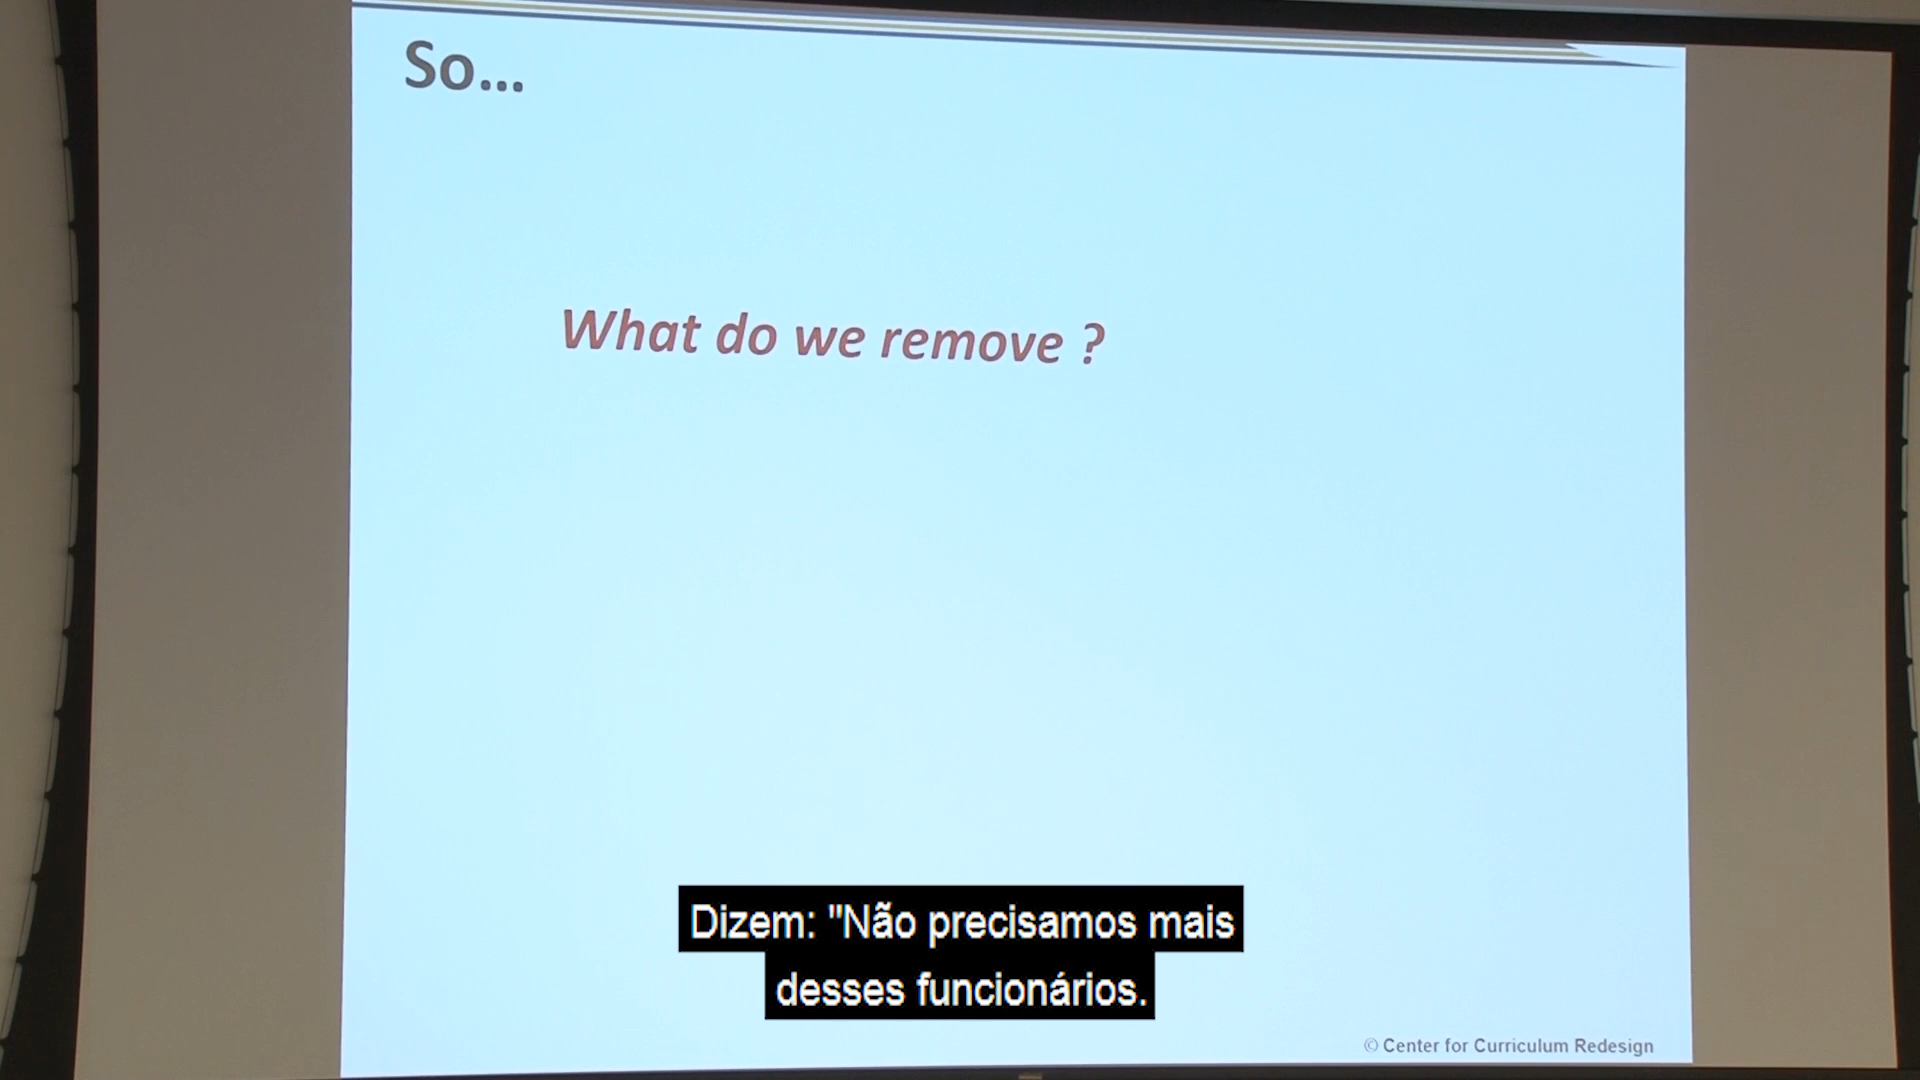 So...
What do we remove ?
Dizem: "Não precisamos mais
desses funcionários.
© Center for Curriculum Redesign